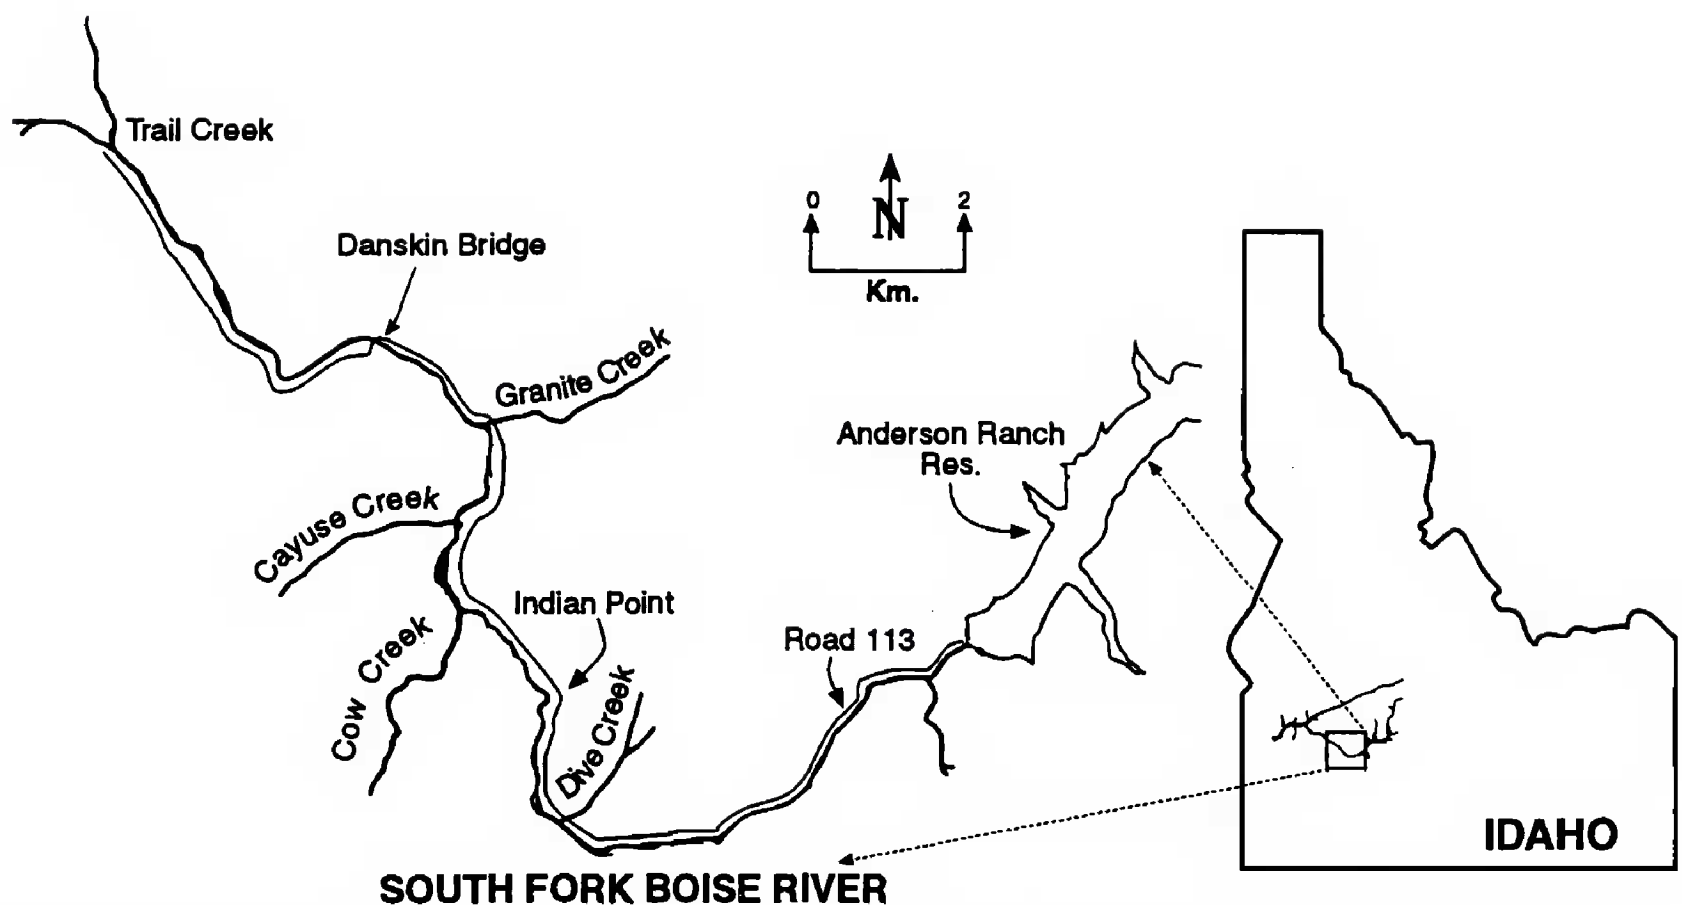 Trail Creek
Danskin Bridge
0 N 2
Km.
Granite Creek
Anderson Ranch
Res.
Cayuse Creek
Indian Point
Road 113
Cow Creek
Dive Creek
IDAHO
SOUTH FORK BOISE RIVER